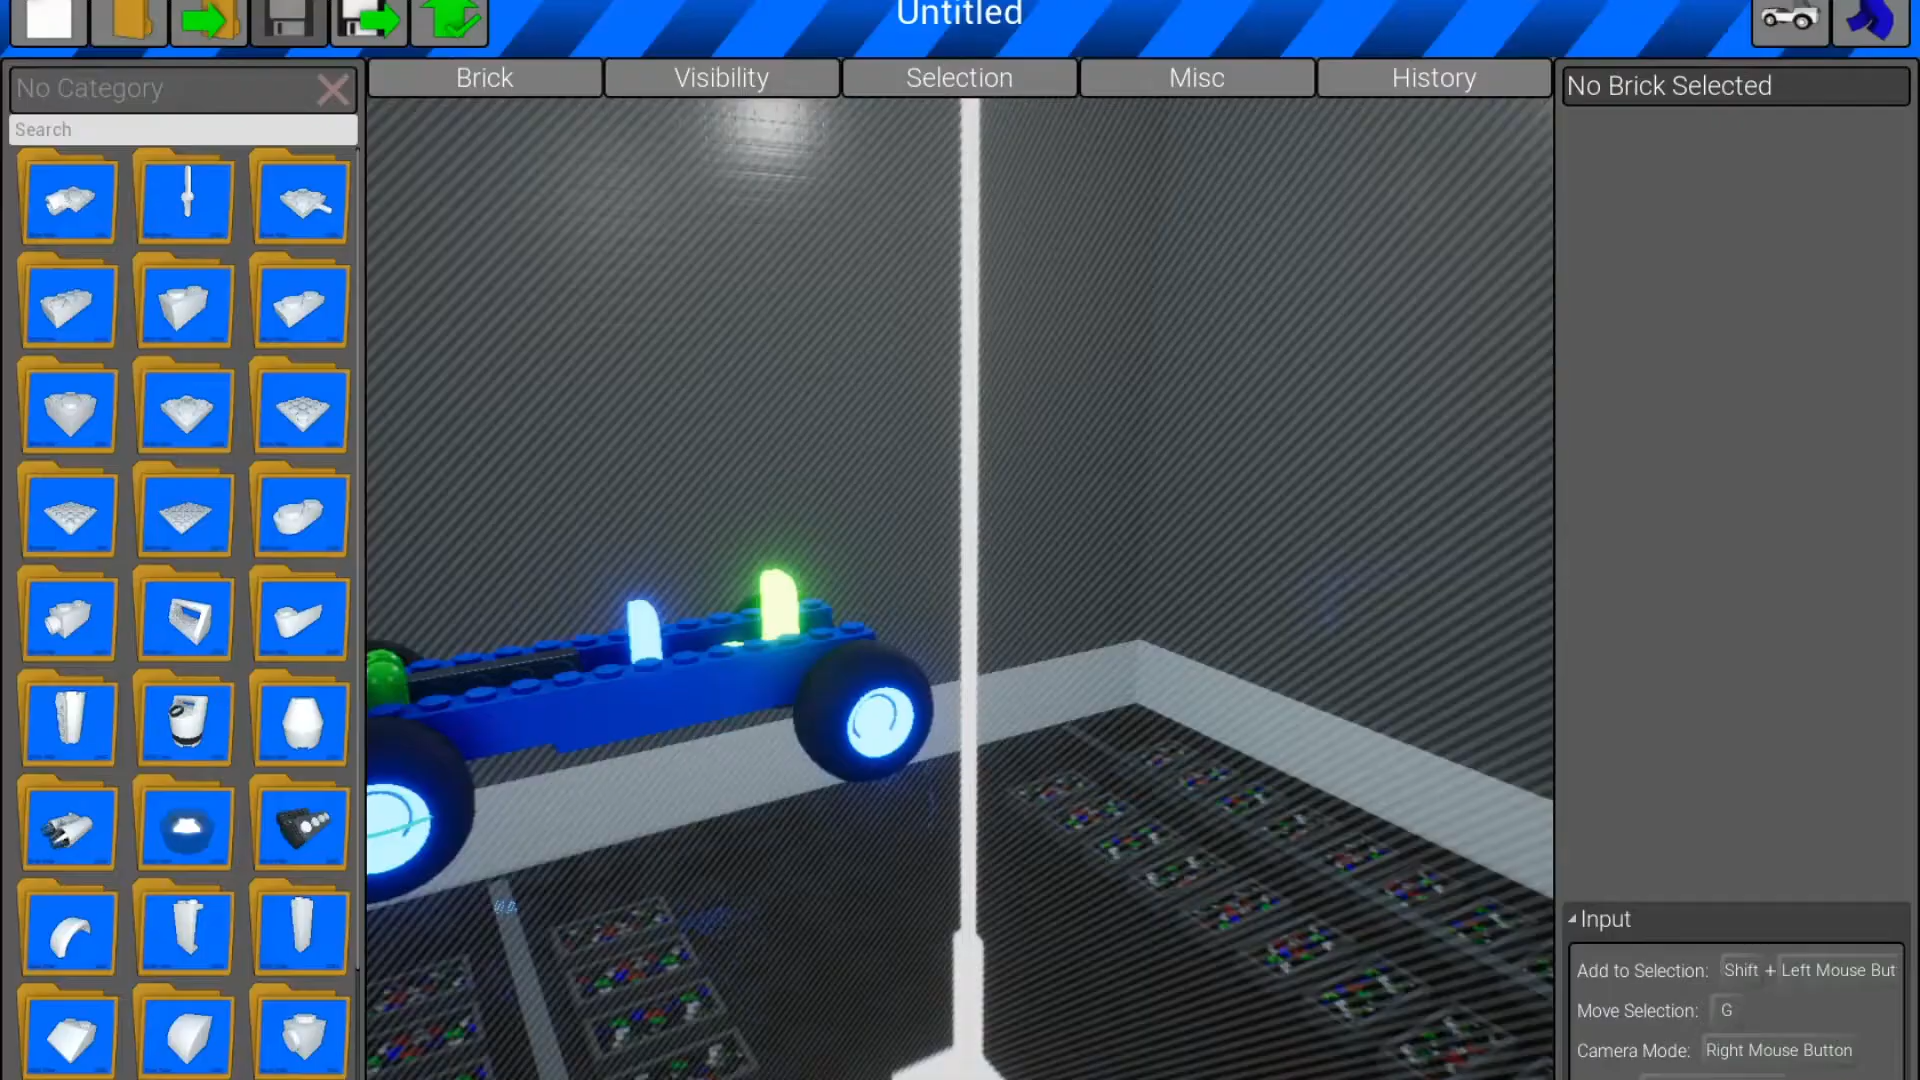 Untitled
No Category
Search
Brick
Visibility
Selection
Misc
History
No Brick Selected
Input
Add to Selection: Shift + Left Mouse But
Move Selection: G
Camera Mode: Right Mouse Button